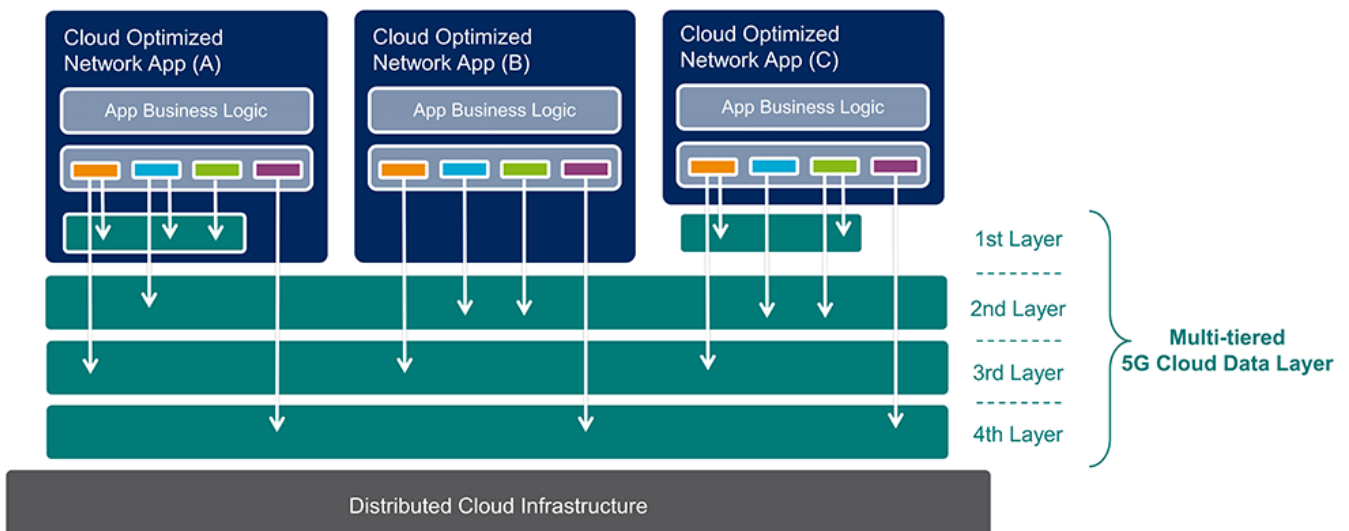 Cloud Optimized
Network App (A)
App Business Logic
Cloud Optimized
Network App (B)
App Business Logic
Cloud Optimized
Network App (C)
App Business Logic
1st Layer
2nd Layer
3rd Layer
4th Layer
Multi-tiered
5G Cloud Data Layer
Distributed Cloud Infrastructure